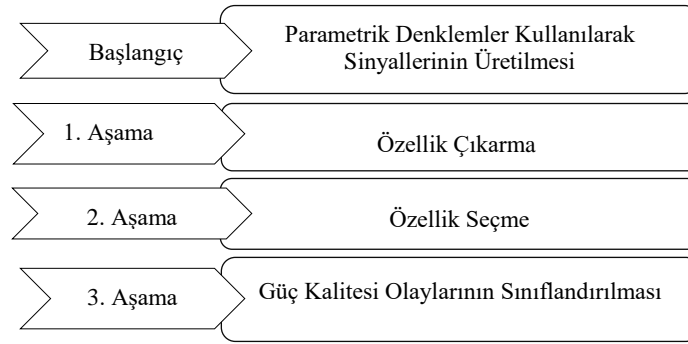 Başlangıç
Parametrik Denklemler Kullanılarak
Sinyallerinin Üretilmesi
1. Aşama
Özellik Çıkarma
2. Aşama
Özellik Seçme
3. Aşama
Güç Kalitesi Olaylarının Sınıflandırılması